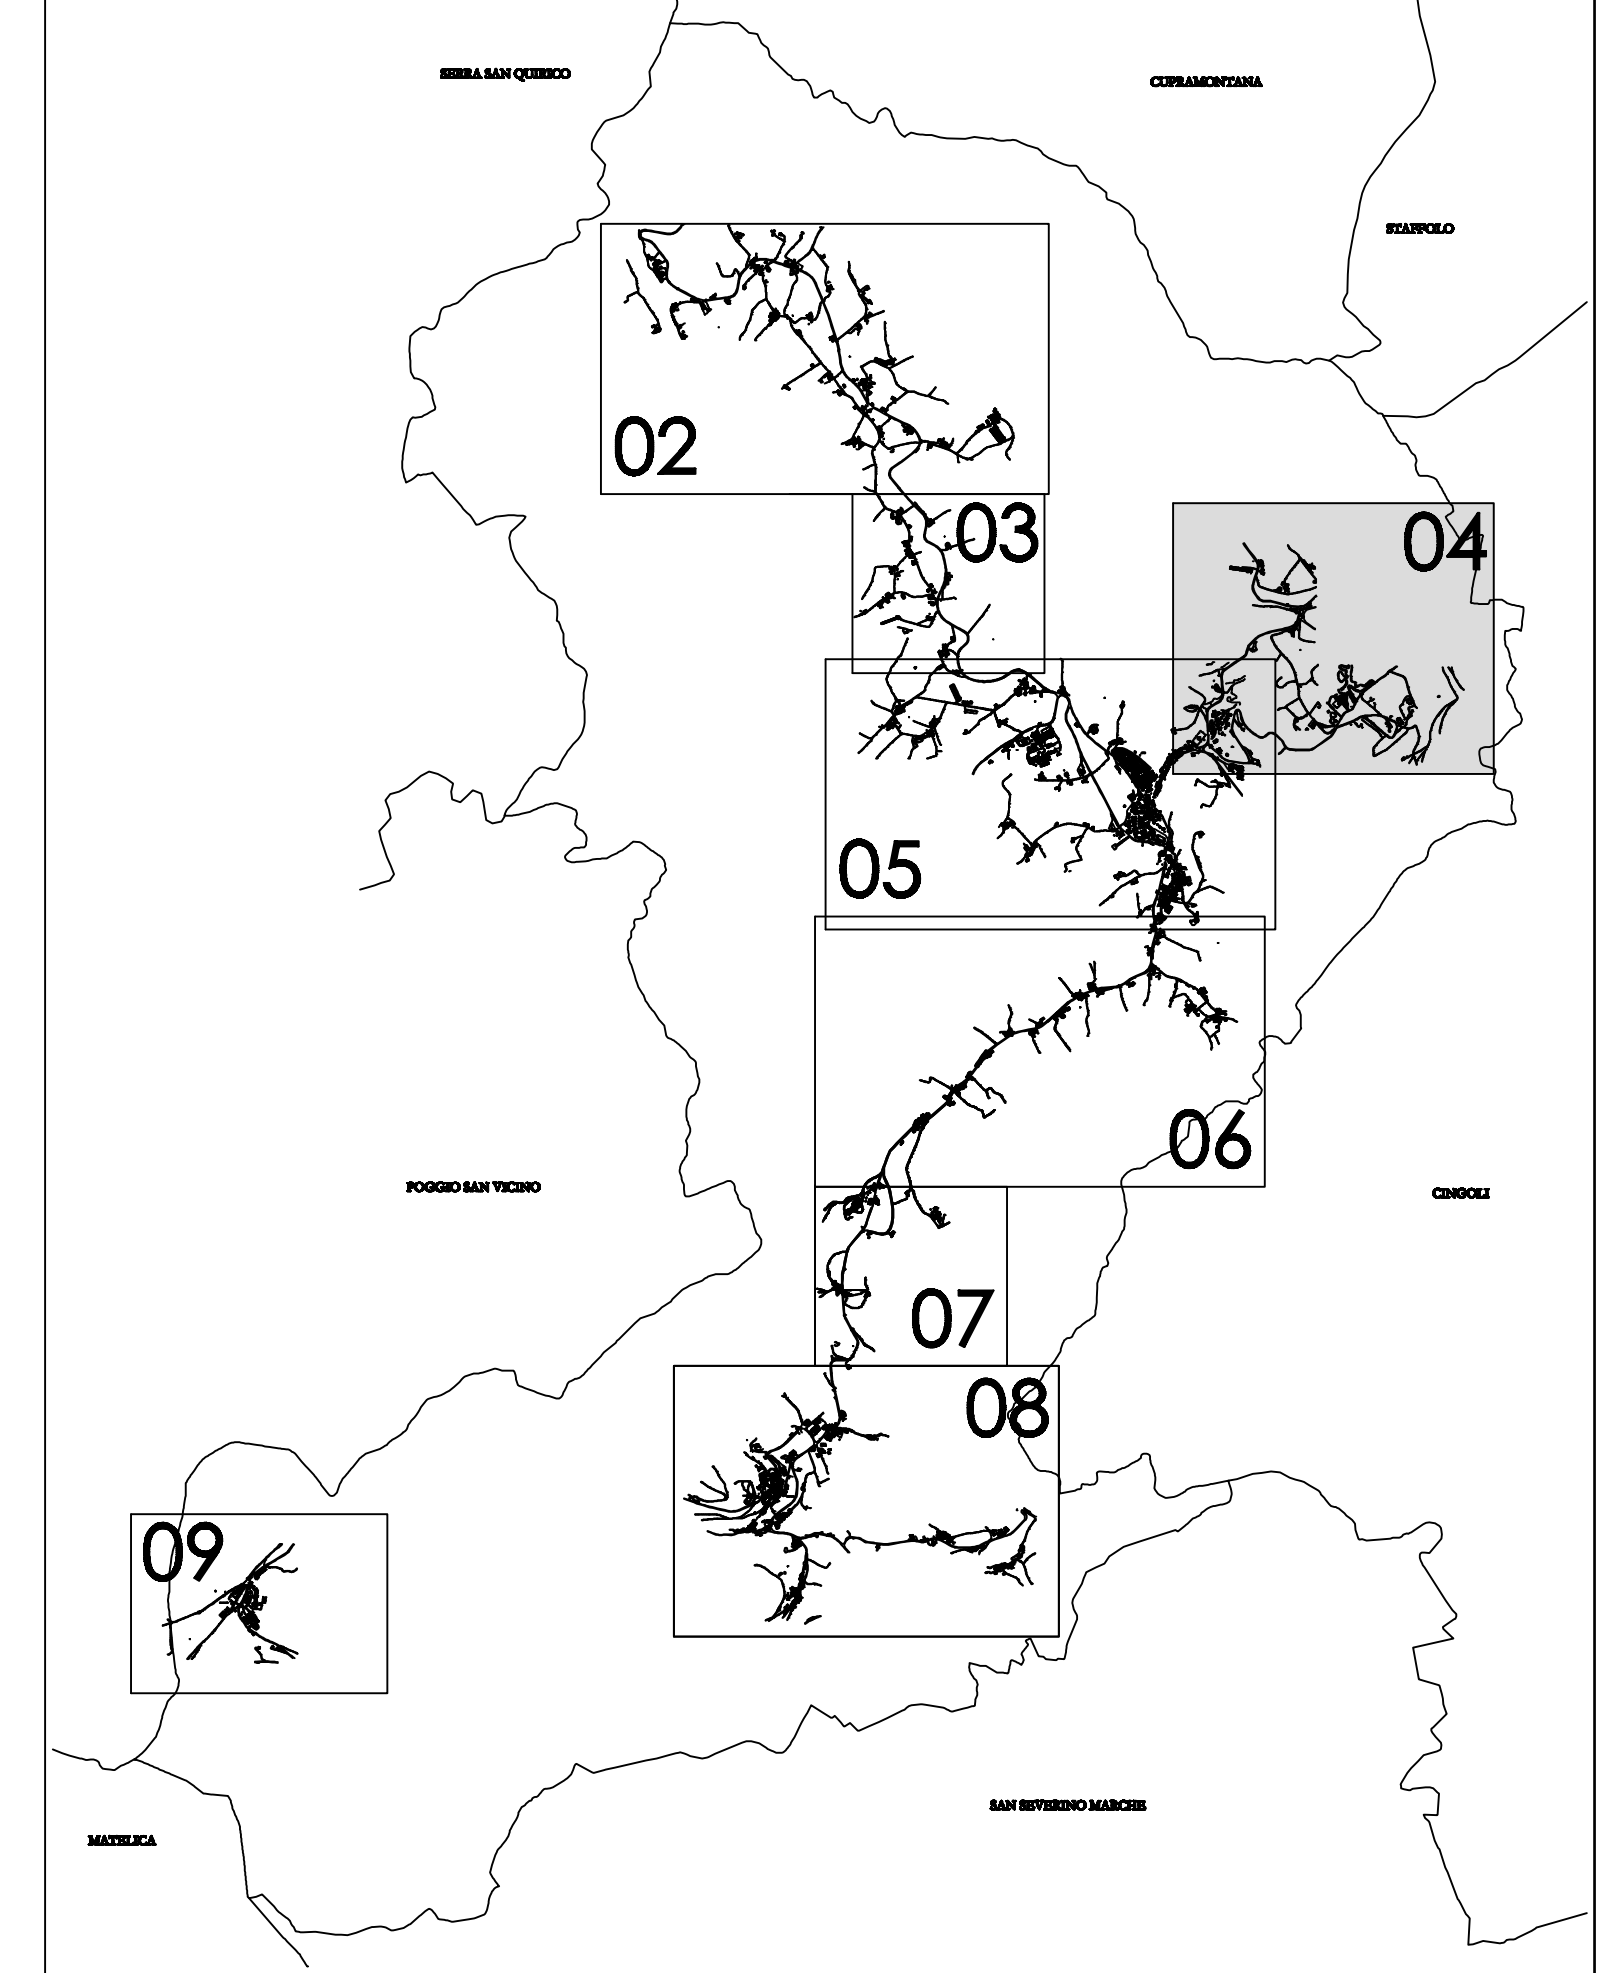 SERRA SAN QUIRICO
CUPRAMONTANA
STAFFOLO
02
03
04
05
06
POGGIO SAN VICINO
CINGOLI
07
08
09
SAN SEVERINO MARCHE
MATELICA